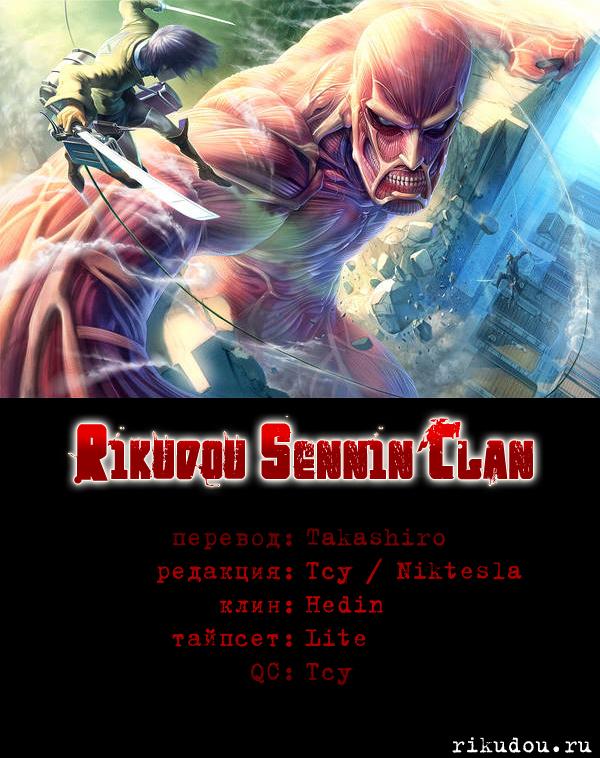 Rikudou Sennin Clan
перевод: Takashiro
редакция: Tcy / Niktesla
клин: Hedin
тайпсет: Lite
QC: Tcy
rikudou.ru